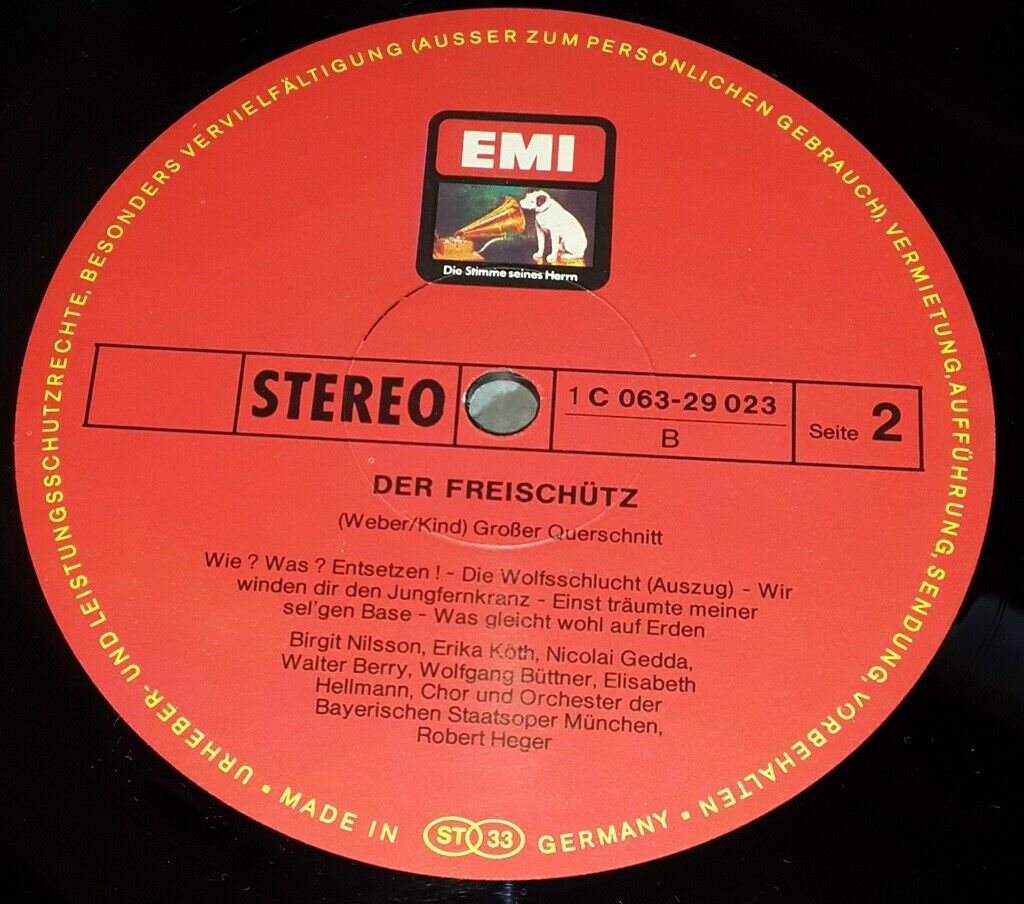 URHEBER- UND LEISTUNGSSCHUTZRECHTE, BESONDERS VERVIELFÄLTIGUNG (AUSSER ZUM PERSÖNLICHEN GEBRAUCH), VERMIETUNG, AUFFÜHRUNG, SENDUNG, VORBEHALTEN
EMI
Die Stimme seines Herrn
STEREO
1 C 063-29 023
B
Seite 2
DER FREISCHÜTZ
(Weber/Kind) Großer Querschnitt
Wie ? Was ? Entsetzen ! - Die Wolfsschlucht (Auszug) - Wir
winden dir den Jungfernkranz - Einst träumte meiner
sel'gen Base - Was gleicht wohl auf Erden
Birgit Nilsson, Erika Köth, Nicolai Gedda,
Walter Berry, Wolfgang Büttner, Elisabeth
Hellmann, Chor und Orchester der
Bayerischen Staatsoper München,
Robert Heger
▪ MADE IN ST 33 GERMANY ▪